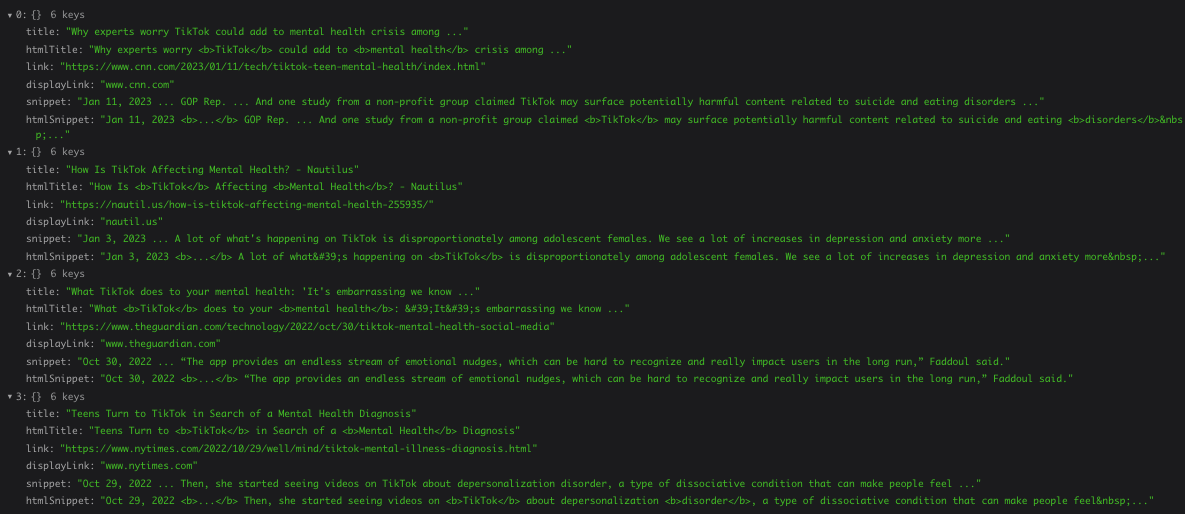 ▼ 0: {} 6 keys
title: "Why experts worry TikTok could add to mental health crisis among ..."
htmlTitle: "Why experts worry <b>TikTok</b> could add to <b>mental health</b> crisis among ..."
link: "https://www.cnn.com/2023/01/11/tech/tiktok-teen-mental-health/index.html"
displayLink: "www.cnn.com"
snippet: "Jan 11, 2023 ... GOP Rep. ... And one study from a non-profit group claimed TikTok may surface potentially harmful content related to suicide and eating disorders ..."
htmlSnippet: "Jan 11, 2023 <b>...</b> GOP Rep. ... And one study from a non-profit group claimed <b>TikTok</b> may surface potentially harmful content related to suicide and eating <b>disorders</b>&nbs
p;..."
▼ 1: {} 6 keys
title: "How Is TikTok Affecting Mental Health? - Nautilus"
htmlTitle: "How Is <b>TikTok</b> Affecting <b>Mental Health</b>? - Nautilus"
link: "https://nautil.us/how-is-tiktok-affecting-mental-health-255935/"
displayLink: "nautil.us"
snippet: "Jan 3, 2023 ... A lot of what's happening on TikTok is disproportionately among adolescent females. We see a lot of increases in depression and anxiety more ..."
htmlSnippet: "Jan 3, 2023 <b>...</b> A lot of what&#39;s happening on <b>TikTok</b> is disproportionately among adolescent females. We see a lot of increases in depression and anxiety more&nbsp;..."
▼ 2: {} 6 keys
title: "What TikTok does to your mental health: 'It's embarrassing we know ..."
htmlTitle: "What <b>TikTok</b> does to your <b>mental health</b>: &#39;It&#39;s embarrassing we know ..."
link: "https://www.theguardian.com/technology/2022/oct/30/tiktok-mental-health-social-media"
displayLink: "www.theguardian.com"
snippet: "Oct 30, 2022 ... “The app provides an endless stream of emotional nudges, which can be hard to recognize and really impact users in the long run,” Faddoul said."
htmlSnippet: "Oct 30, 2022 <b>...</b> “The app provides an endless stream of emotional nudges, which can be hard to recognize and really impact users in the long run,” Faddoul said."
▼ 3: {} 6 keys
title: "Teens Turn to TikTok in Search of a Mental Health Diagnosis"
htmlTitle: "Teens Turn to <b>TikTok</b> in Search of a <b>Mental Health</b> Diagnosis"
link: "https://www.nytimes.com/2022/10/29/well/mind/tiktok-mental-illness-diagnosis.html"
displayLink: "www.nytimes.com"
snippet: "Oct 29, 2022 ... Then, she started seeing videos on TikTok about depersonalization disorder, a type of dissociative condition that can make people feel ..."
htmlSnippet: "Oct 29, 2022 <b>...</b> Then, she started seeing videos on <b>TikTok</b> about depersonalization <b>disorder</b>, a type of dissociative condition that can make people feel&nbsp;..."